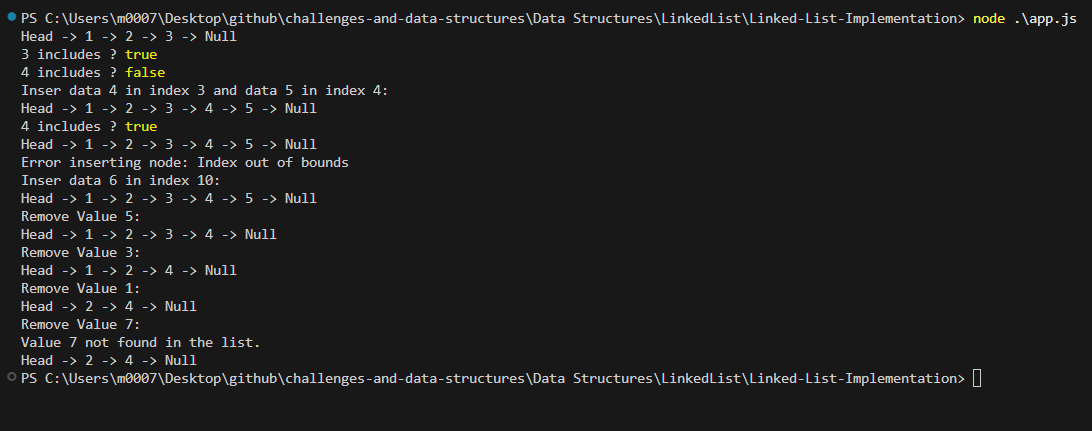 PS C:\Users\m0007\Desktop\github\challenges-and-data-structures\Data Structures\LinkedList\Linked-List-Implementation> node .\app.js
Head -> 1 -> 2 -> 3 -> Null
3 includes ? true
4 includes ? false
Inser data 4 in index 3 and data 5 in index 4:
Head -> 1 -> 2 -> 3 -> 4 -> 5 -> Null
4 includes ? true
Head -> 1 -> 2 -> 3 -> 4 -> 5 -> Null
Error inserting node: Index out of bounds
Inser data 6 in index 10:
Head -> 1 -> 2 -> 3 -> 4 -> 5 -> Null
Remove Value 5:
Head -> 1 -> 2 -> 3 -> 4 -> Null
Remove Value 3:
Head -> 1 -> 2 -> 4 -> Null
Remove Value 1:
Head -> 2 -> 4 -> Null
Remove Value 7:
Value 7 not found in the list.
Head -> 2 -> 4 -> Null
PS C:\Users\m0007\Desktop\github\challenges-and-data-structures\Data Structures\LinkedList\Linked-List-Implementation>